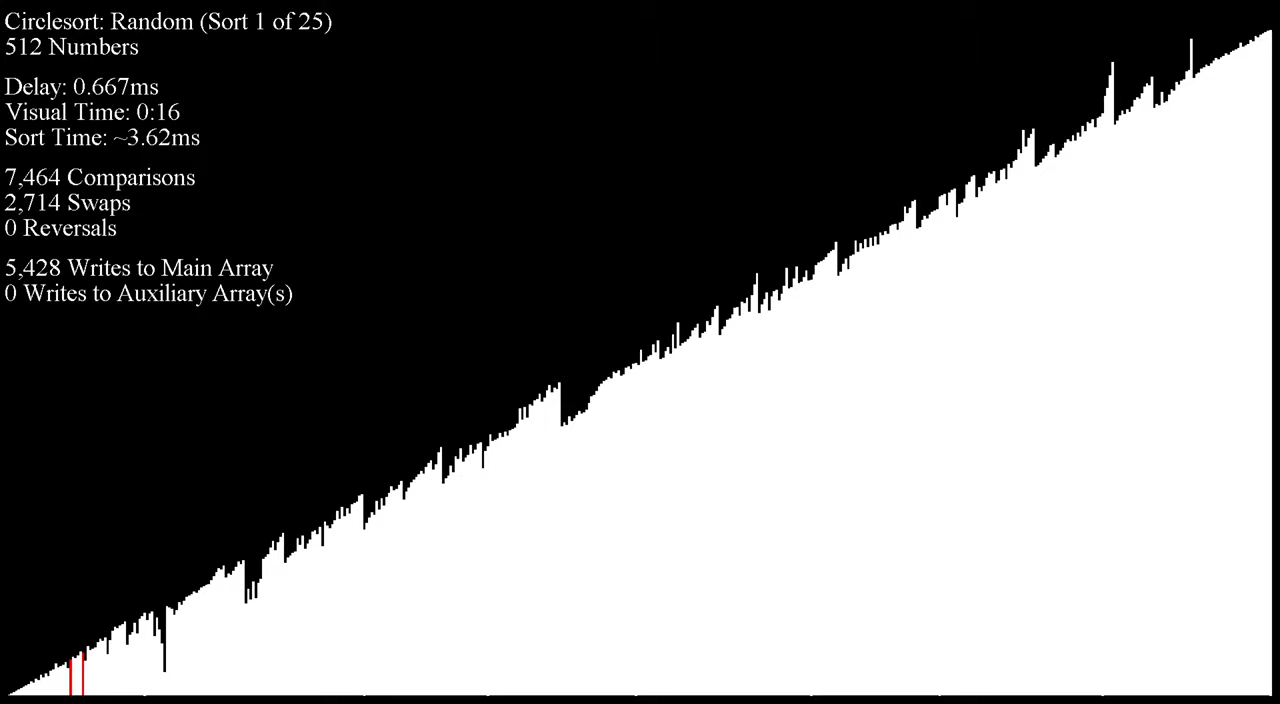 Circlesort: Random (Sort 1 of 25)
512 Numbers
Delay: 0.667ms
Visual Time: 0:16
Sort Time: ~3.62ms
7,464 Comparisons
2,714 Swaps
0 Reversals
5,428 Writes to Main Array
0 Writes to Auxiliary Array(s)